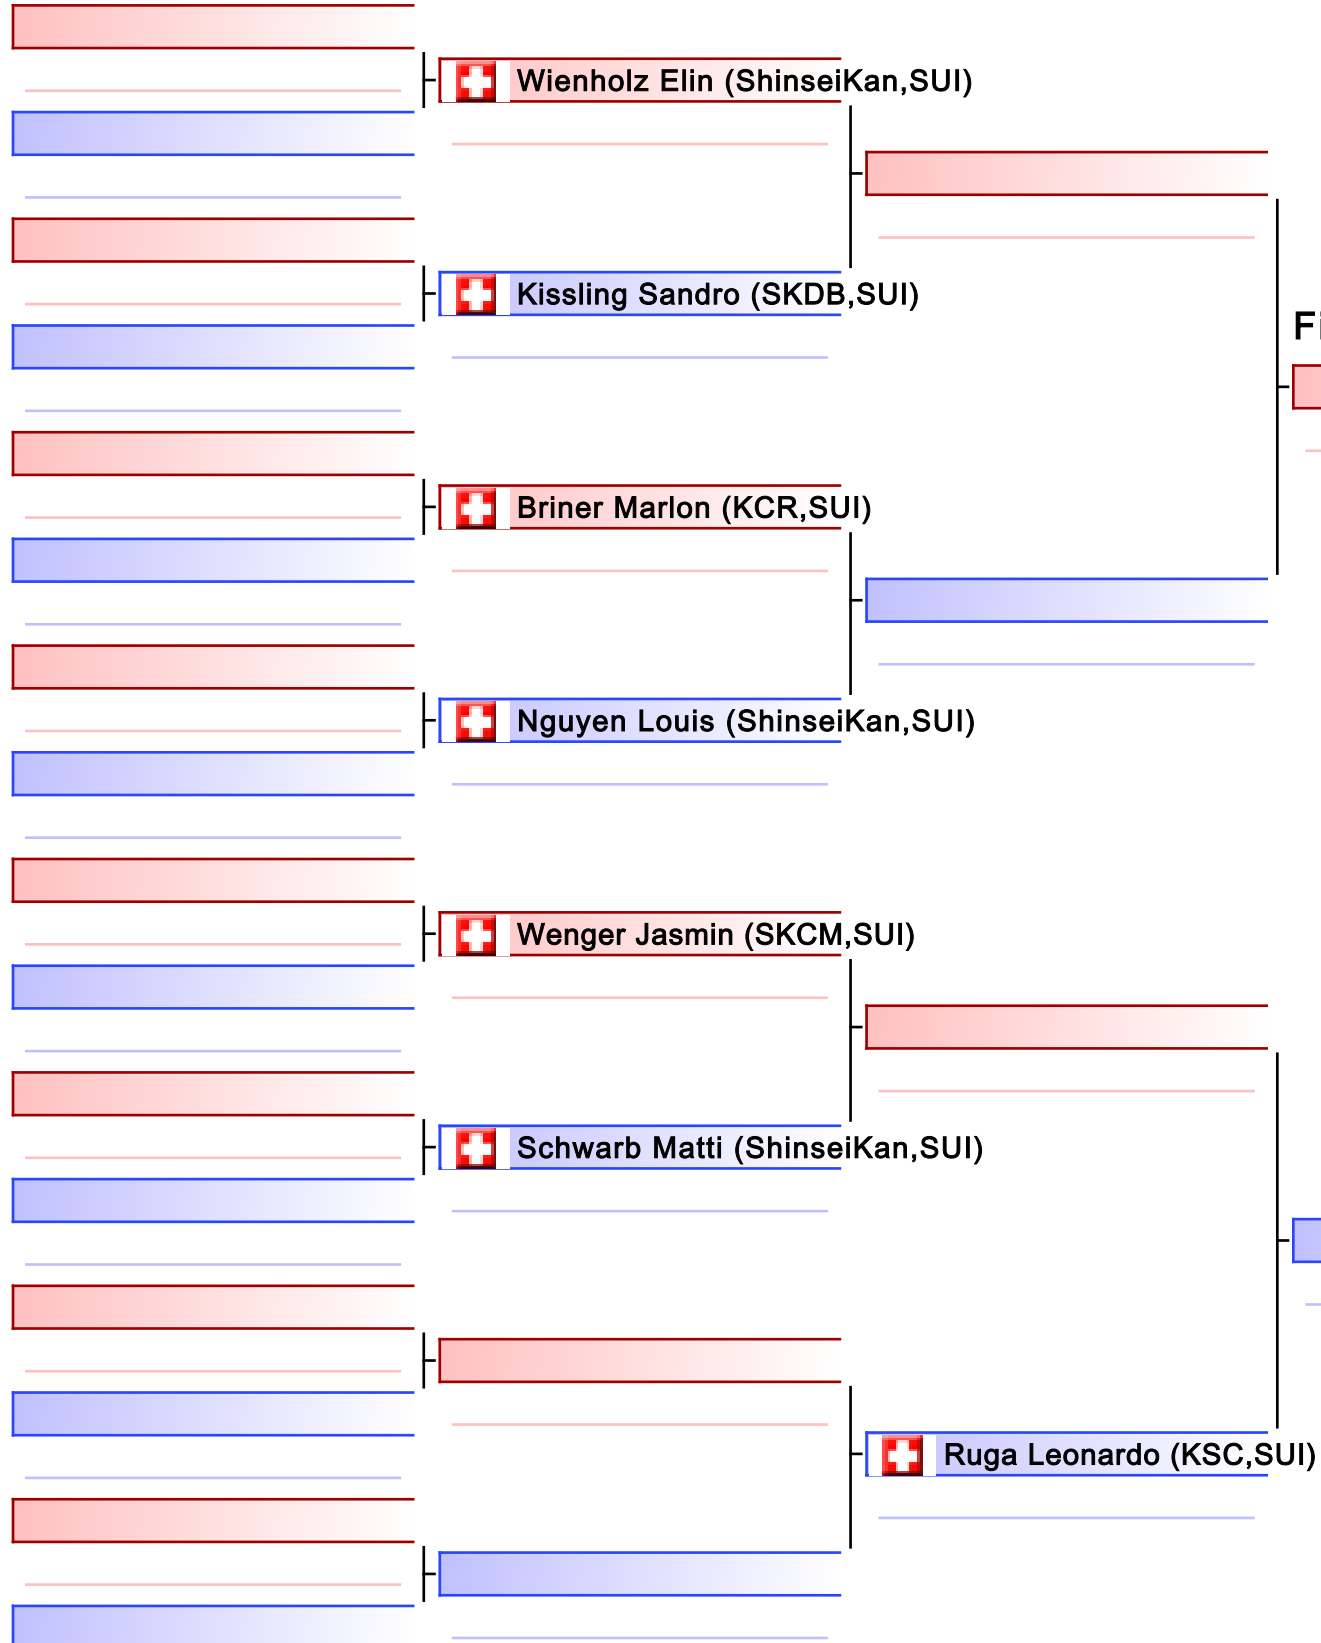 Wienholz Elin (ShinseiKan,SUI)
Kissling Sandro (SKDB,SUI)
Fi
Briner Marlon (KCR,SUI)
Nguyen Louis (ShinseiKan,SUI)
Wenger Jasmin (SKCM,SUI)
Schwarb Matti (ShinseiKan,SUI)
Ruga Leonardo (KSC,SUI)